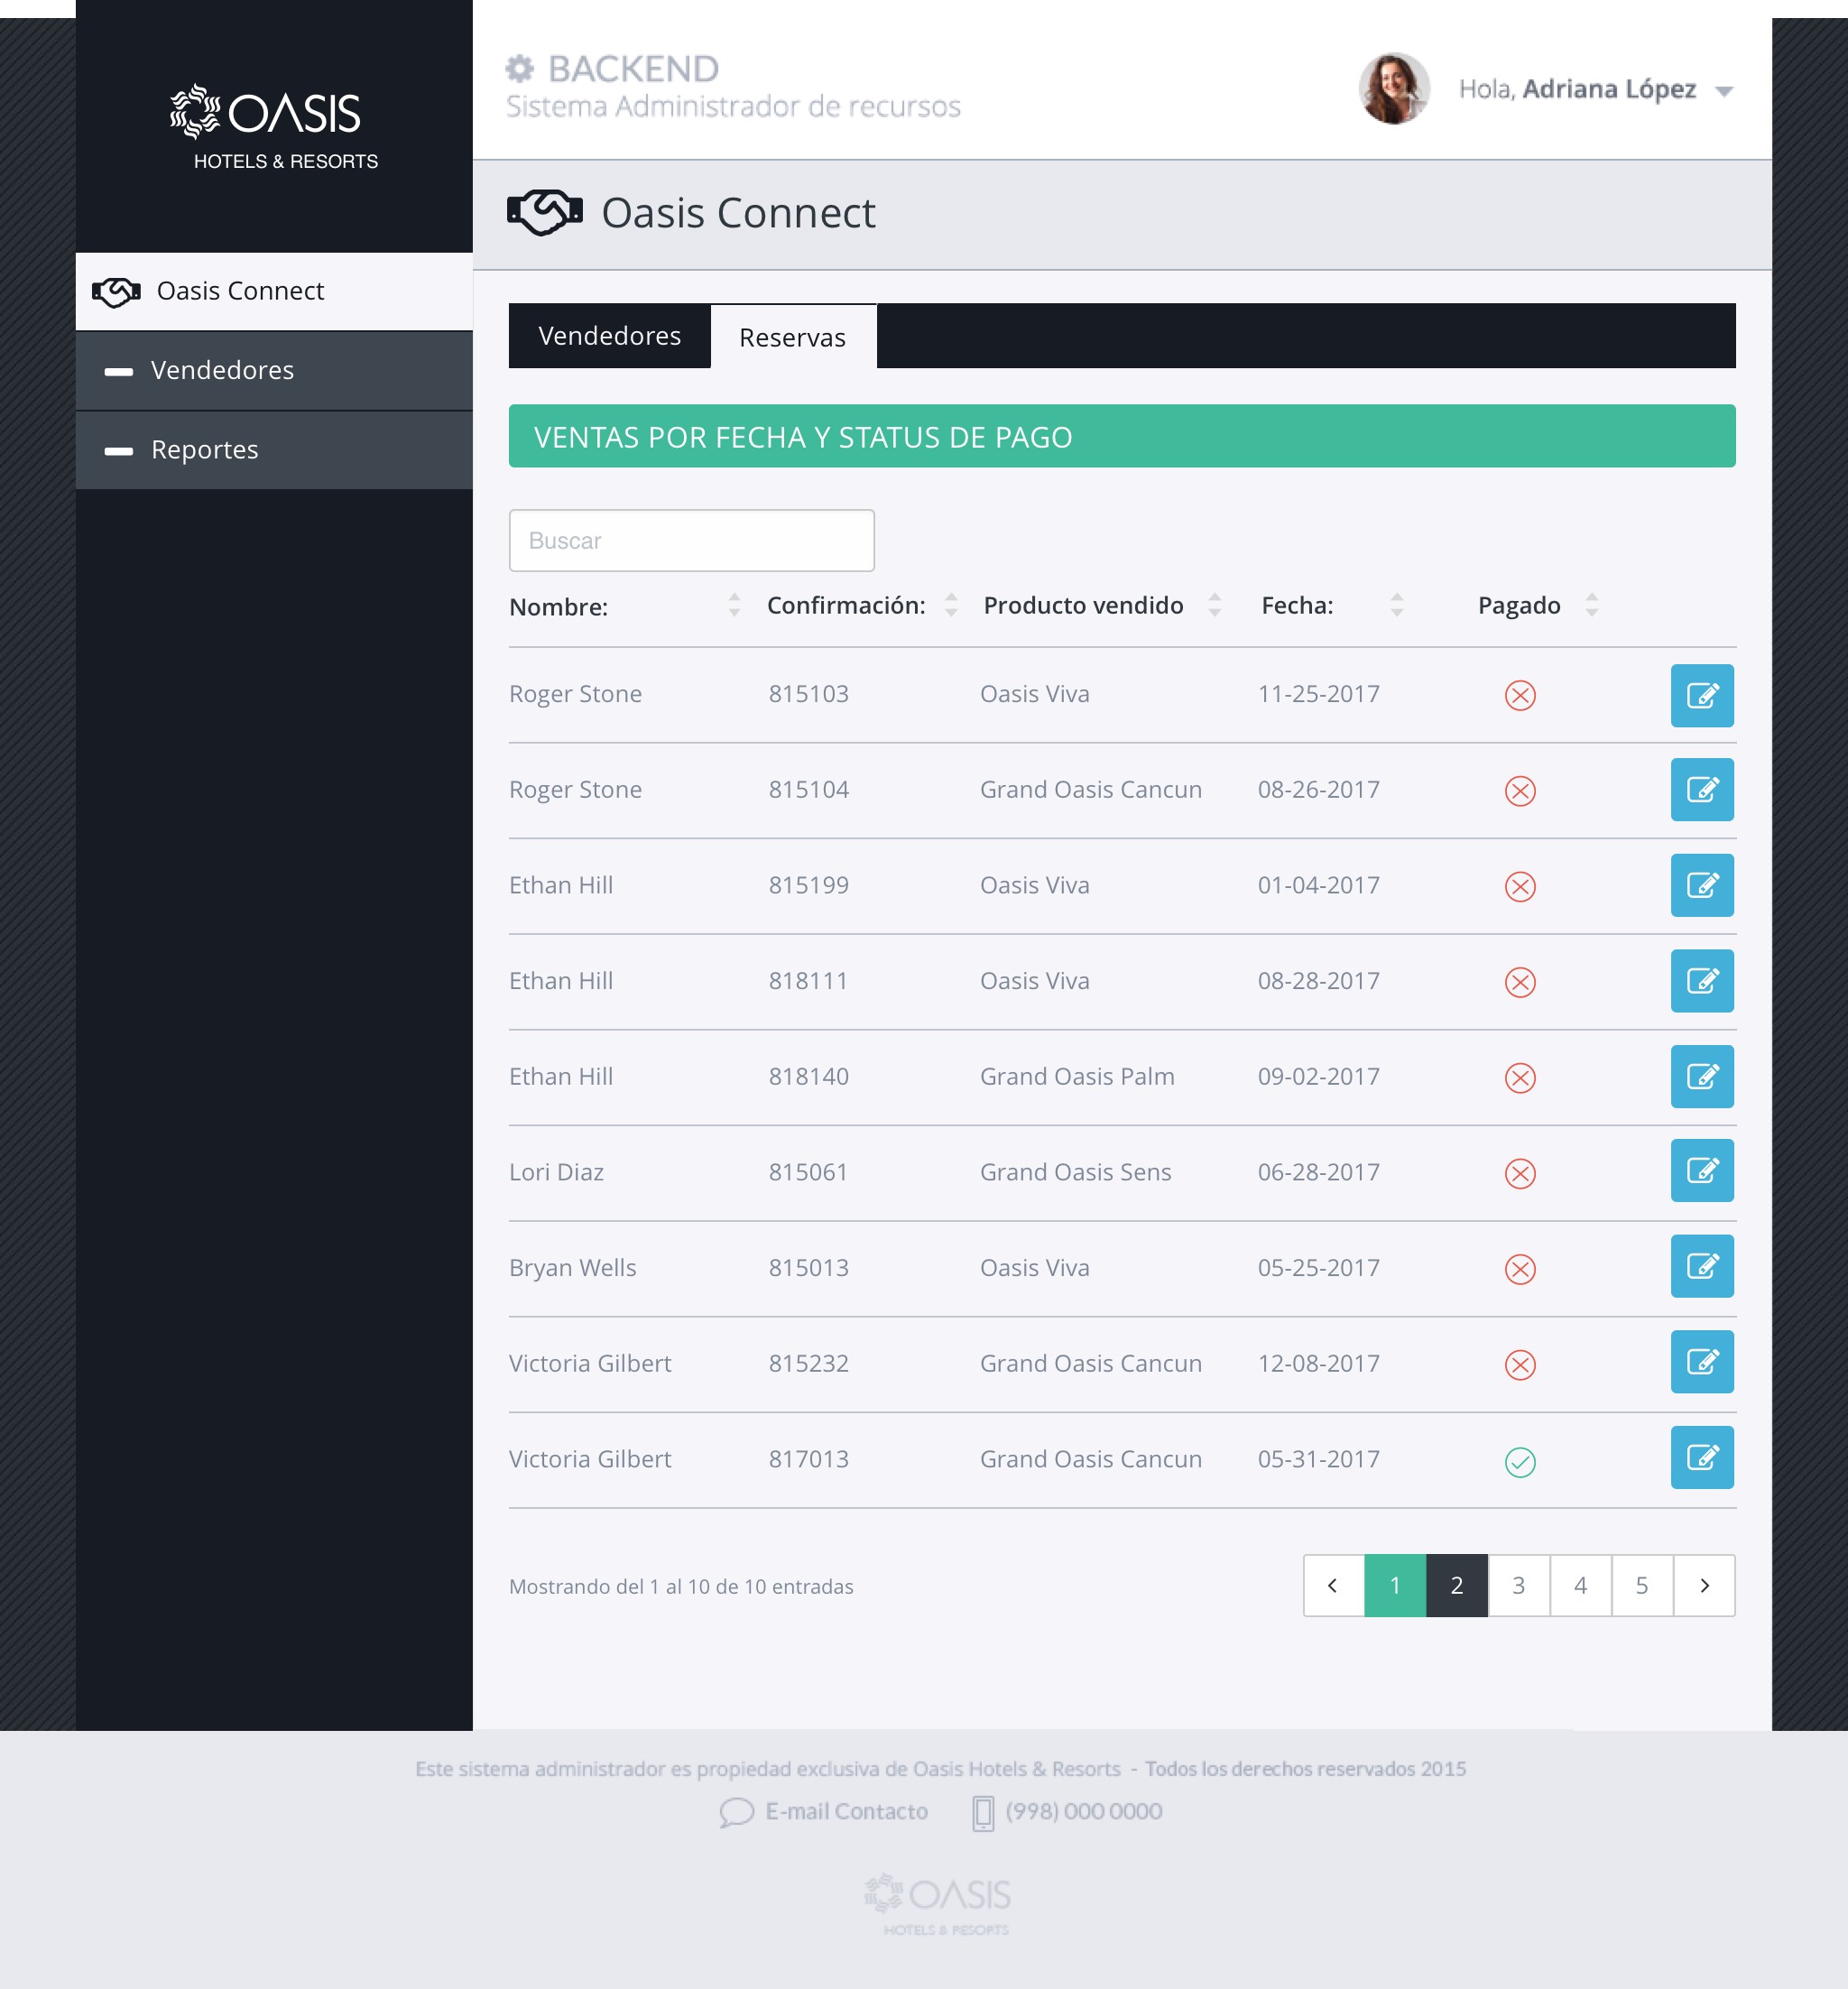 OASIS
HOTELS & RESORTS
BACKEND
Sistema Administrador de recursos
Hola, Adriana López
Oasis Connect
Oasis Connect
Vendedores
Reportes
Vendedores Reservas
VENTAS POR FECHA Y STATUS DE PAGO
Buscar
Nombre: Confirmación: Producto vendido Fecha: Pagado
Roger Stone 815103 Oasis Viva 11-25-2017
Roger Stone 815104 Grand Oasis Cancun 08-26-2017
Ethan Hill 815199 Oasis Viva 01-04-2017
Ethan Hill 818111 Oasis Viva 08-28-2017
Ethan Hill 818140 Grand Oasis Palm 09-02-2017
Lori Diaz 815061 Grand Oasis Sens 06-28-2017
Bryan Wells 815013 Oasis Viva 05-25-2017
Victoria Gilbert 815232 Grand Oasis Cancun 12-08-2017
Victoria Gilbert 817013 Grand Oasis Cancun 05-31-2017
Mostrando del 1 al 10 de 10 entradas
1 2 3 4 5
Este sistema administrador es propiedad exclusiva de Oasis Hotels & Resorts - Todos los derechos reservados 2015
E-mail Contacto (998) 000 0000
OASIS
HOTELS & RESORTS